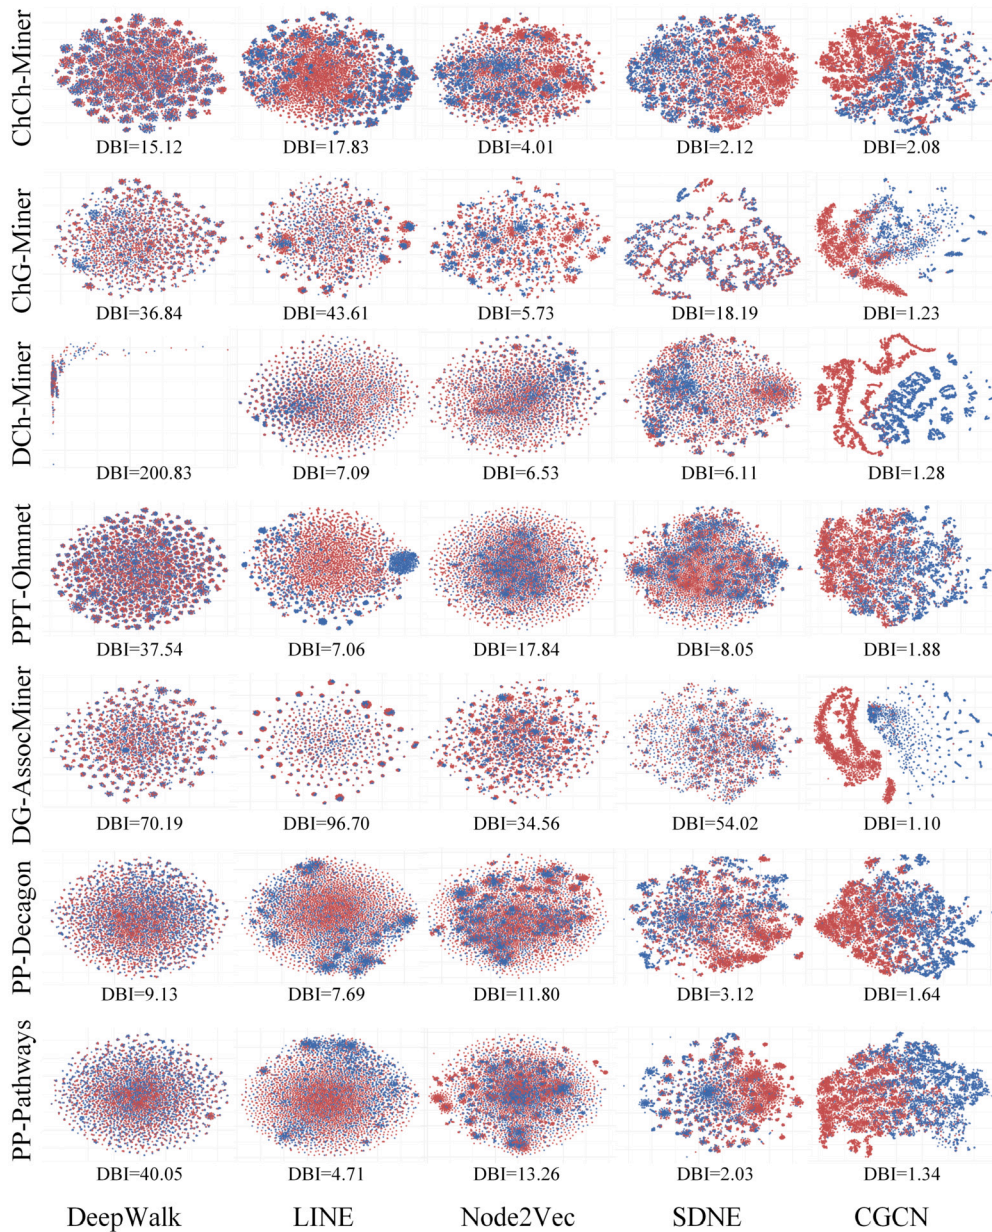 ChCh-Miner
DBI=15.12 DBI=17.83 DBI=4.01 DBI=2.12 DBI=2.08
ChG-Miner
DBI=36.84 DBI=43.61 DBI=5.73 DBI=18.19 DBI=1.23
DCh-Miner
DBI=200.83 DBI=7.09 DBI=6.53 DBI=6.11 DBI=1.28
PPT-Ohmnet
DBI=37.54 DBI=7.06 DBI=17.84 DBI=8.05 DBI=1.88
DG-AssocMiner
DBI=70.19 DBI=96.70 DBI=34.56 DBI=54.02 DBI=1.10
PP-Decagon
DBI=9.13 DBI=7.69 DBI=11.80 DBI=3.12 DBI=1.64
PP-Pathways
DBI=40.05 DBI=4.71 DBI=13.26 DBI=2.03 DBI=1.34
DeepWalk LINE Node2Vec SDNE CGCN